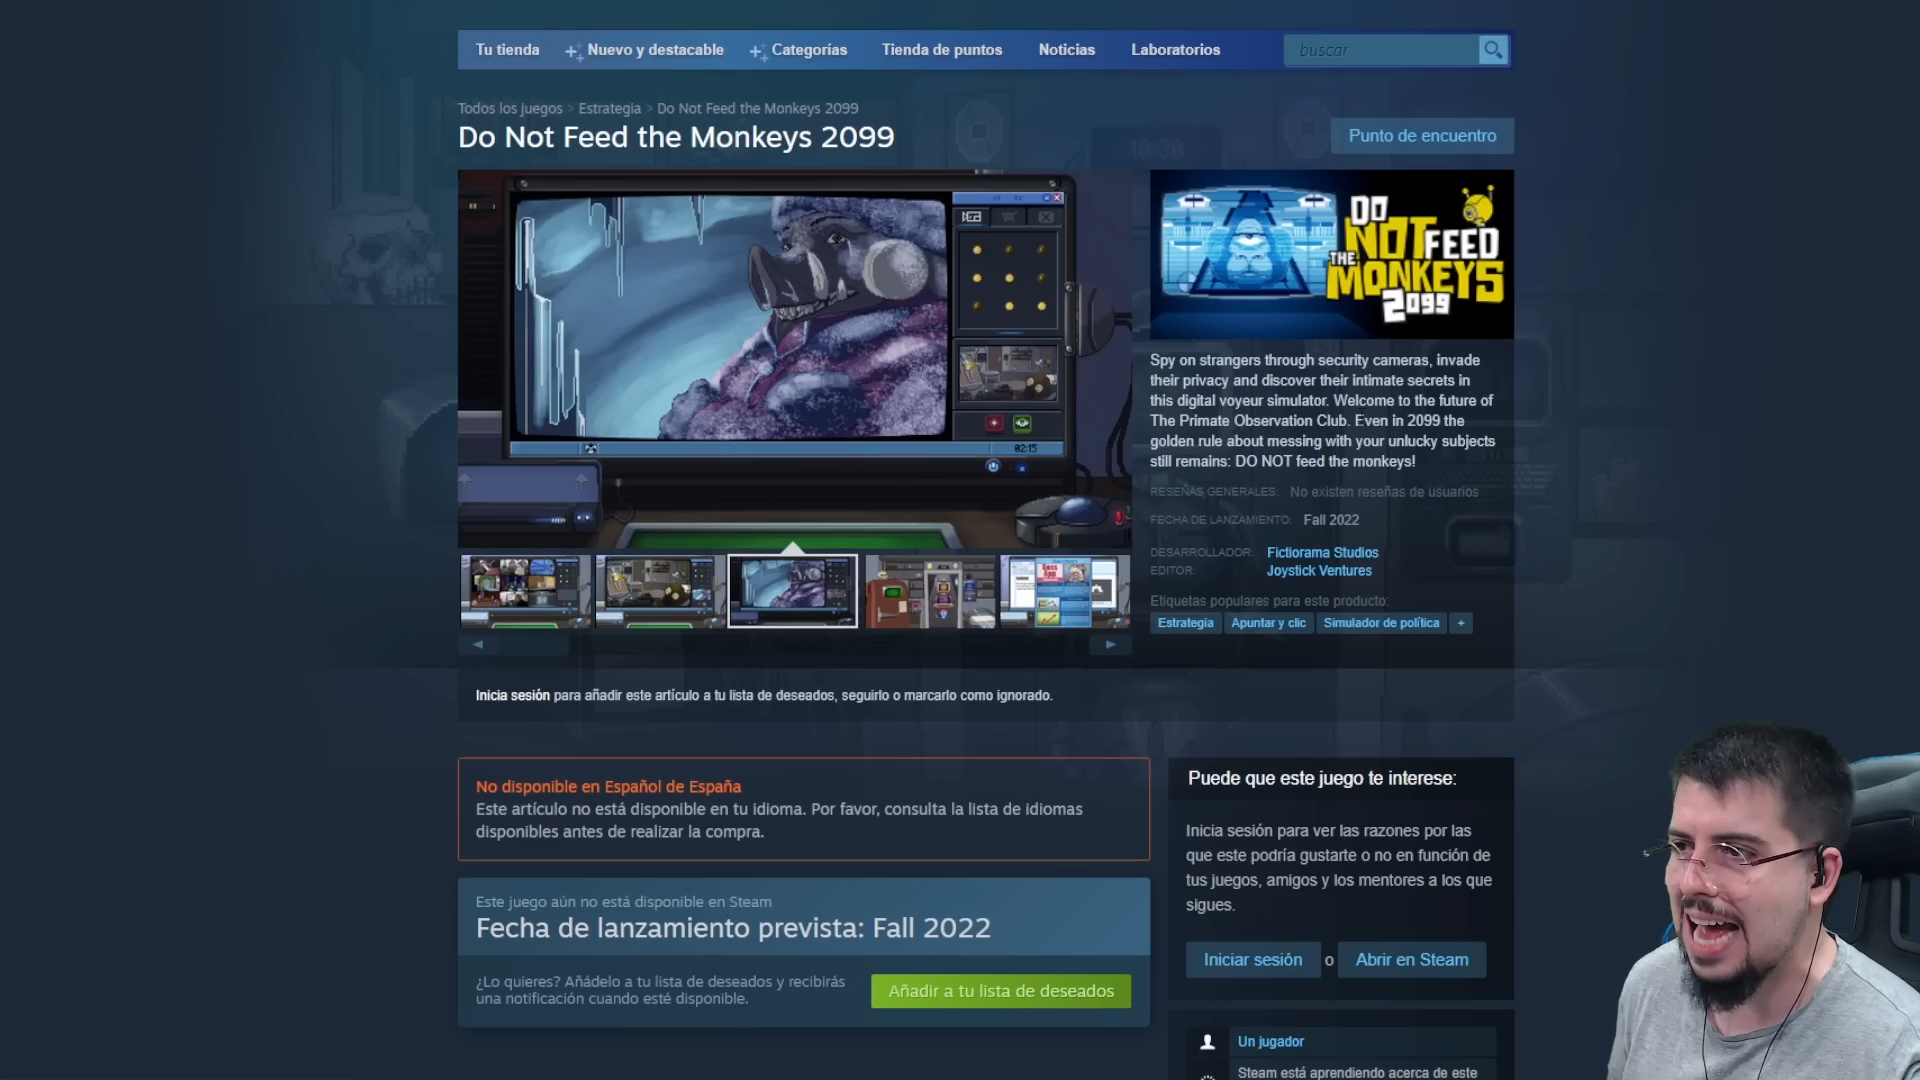 Tu tienda
Nuevo y destacable
Categorías
Tienda de puntos
Noticias
Laboratorios
buscar
Todos los juegos > Estrategia > Do Not Feed the Monkeys 2099
Do Not Feed the Monkeys 2099
Punto de encuentro
18:30
02:15
DO
NOT FEED
THE
MONKEYS
2099
Spy on strangers through security cameras, invade
their privacy and discover their intimate secrets in
this digital voyeur simulator. Welcome to the future of
The Primate Observation Club. Even in 2099 the
golden rule about messing with your unlucky subjects
still remains: DO NOT feed the monkeys!
RESEÑAS GENERALES: No existen reseñas de usuarios
FECHA DE LANZAMIENTO: Fall 2022
DESARROLLADOR: Fictiorama Studios
EDITOR: Joystick Ventures
Etiquetas populares para este producto:
Estrategia
Apuntar y clic
Simulador de política
+
Inicia sesión para añadir este artículo a tu lista de deseados, seguirlo o marcarlo como ignorado.
No disponible en Español de España
Este artículo no está disponible en tu idioma. Por favor, consulta la lista de idiomas
disponibles antes de realizar la compra.
Este juego aún no está disponible en Steam
Fecha de lanzamiento prevista: Fall 2022
¿Lo quieres? Añádelo a tu lista de deseados y recibirás
una notificación cuando esté disponible.
Añadir a tu lista de deseados
Puede que este juego te interese:
Inicia sesión para ver las razones por las
que este podría gustarte o no en función de
tus juegos, amigos y los mentores a los que
sigues.
Iniciar sesión
o
Abrir en Steam
Un jugador
Steam está aprendiendo acerca de este